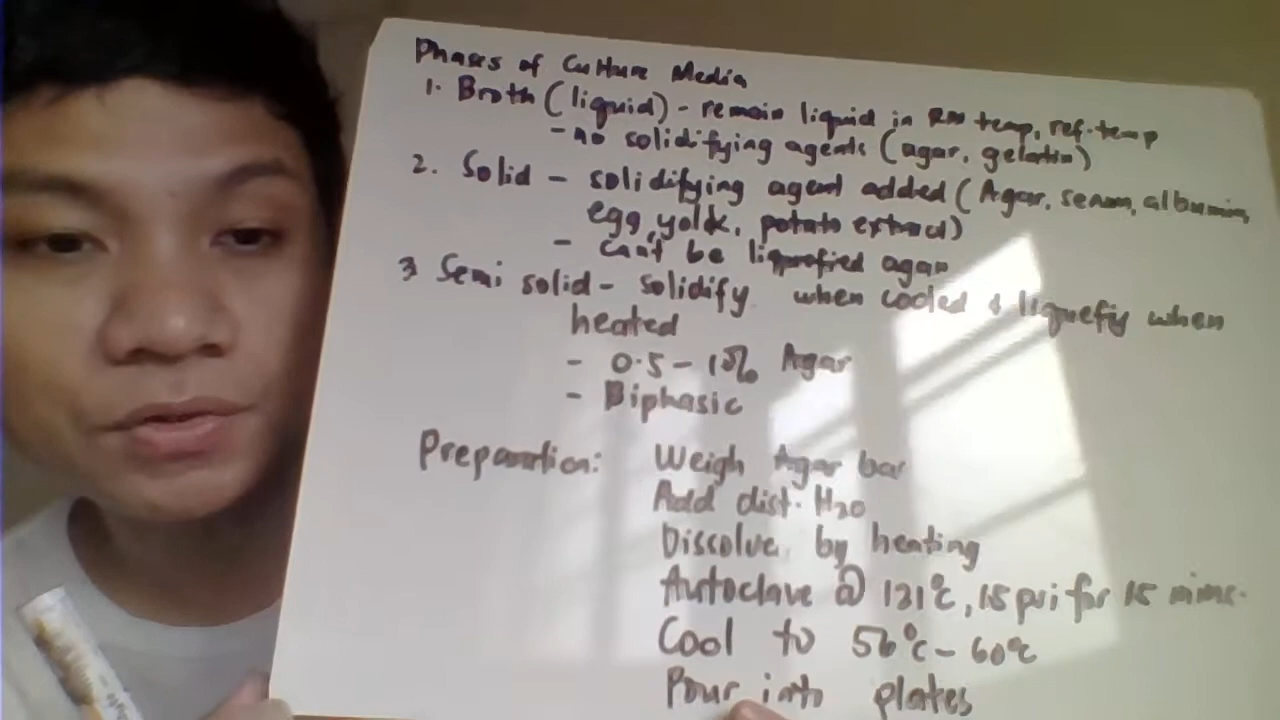 Phases of Culture Media
1. Broth (liquid) - remain liquid in RM temp, ref. temp
- no solidifying agents (agar, gelatin)
2. Solid - solidifying agent added (Agar, serum, albumin,
egg yolk, potato extract)
- can't be liquefied again
3 Semi solid - solidify when cooled & liquefy when
heated
- 0.5 - 1% Agar
- Biphasic
Preparation: Weigh Agar bar
Add dist. H2O
Dissolve by heating
Autoclave @ 121°C, 15 psi for 15 mins.
Cool to 56°C - 60°C
Pour into plates